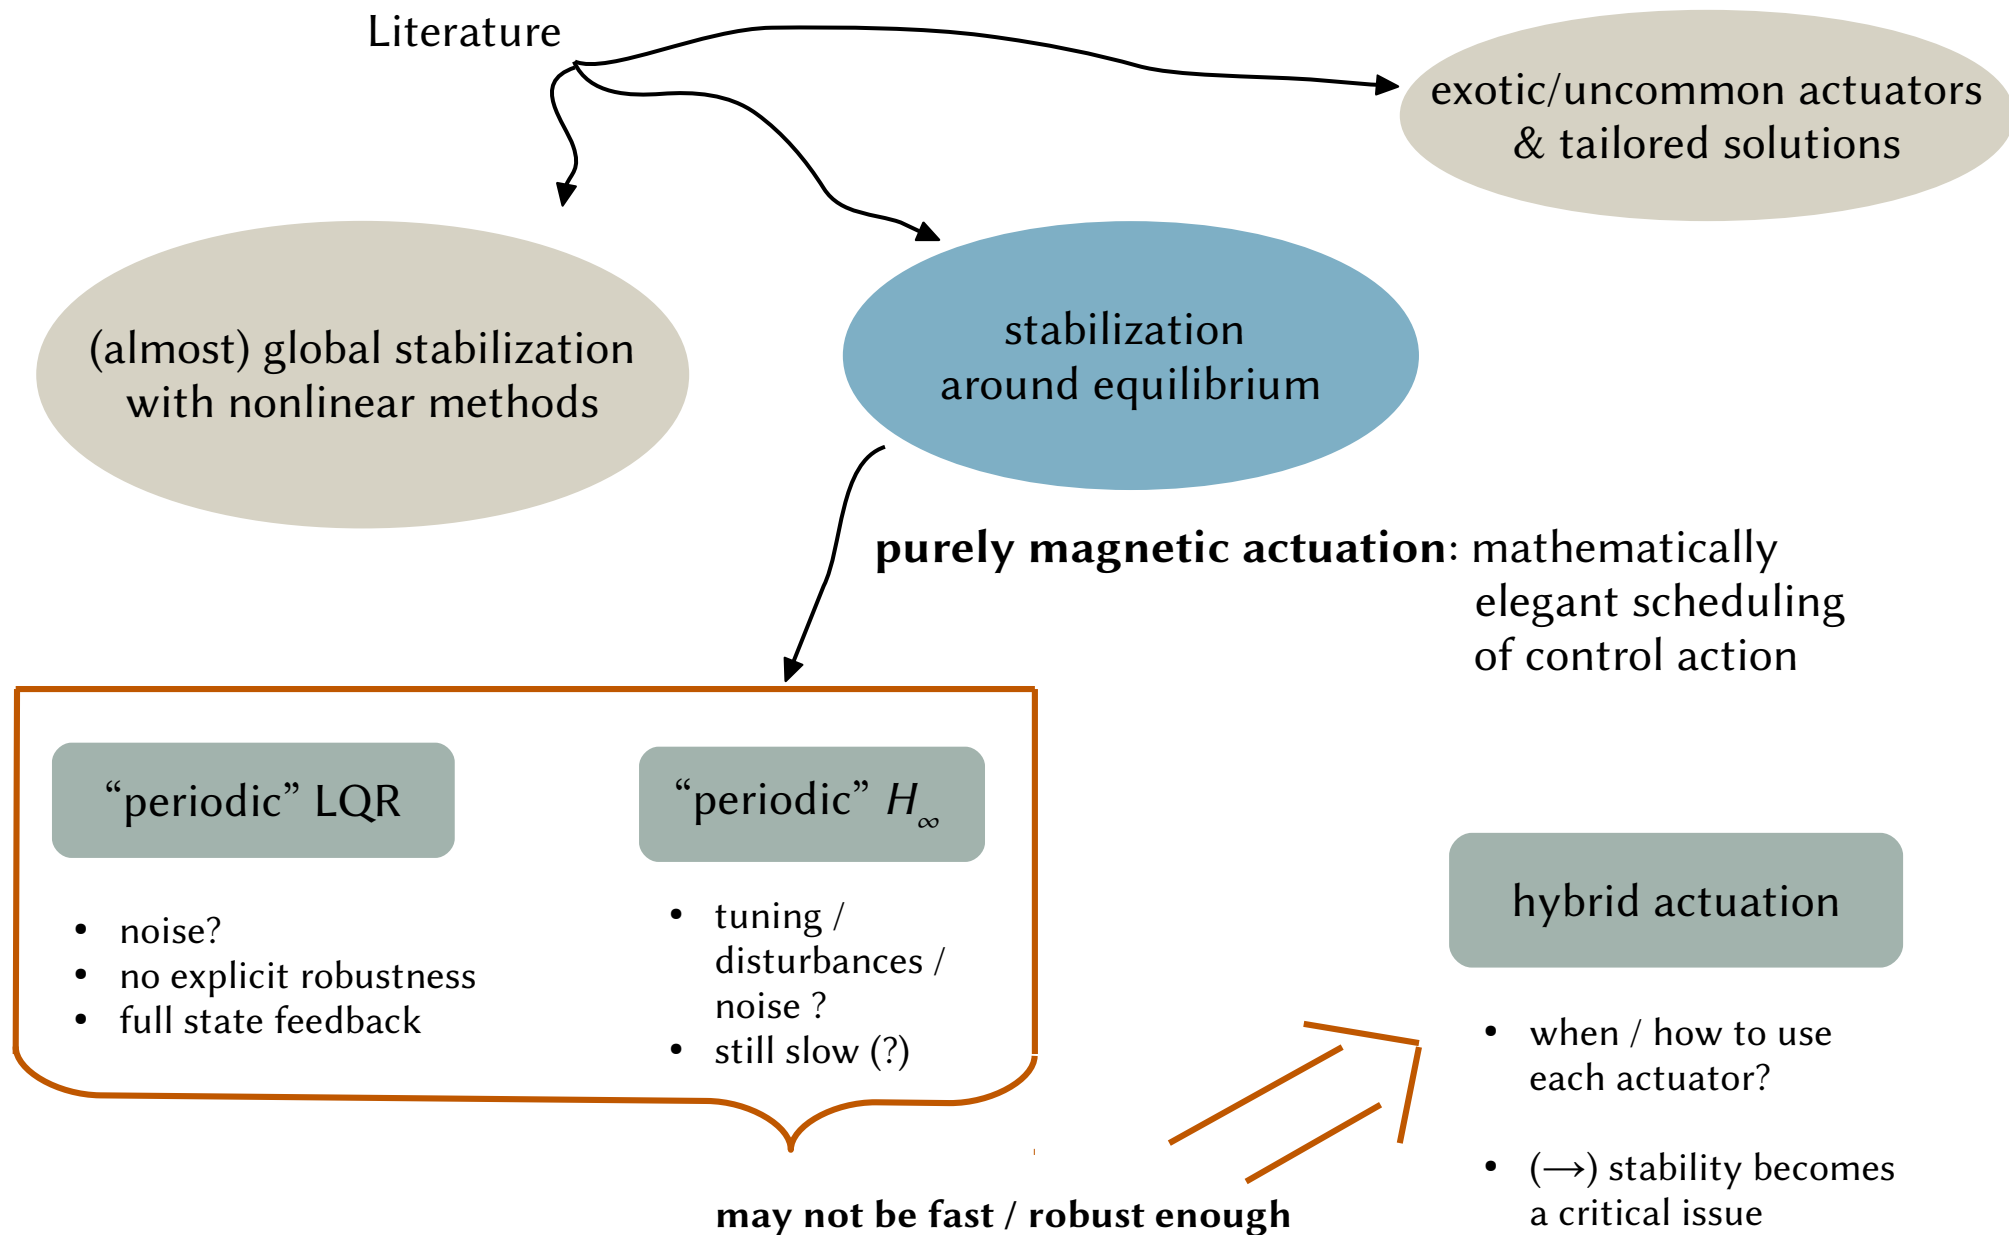 Literature
exotic/uncommon actuators
& tailored solutions
(almost) global stabilization
with nonlinear methods
stabilization
around equilibrium
purely magnetic actuation: mathematically
elegant scheduling
of control action
“periodic” LQR
• noise?
• no explicit robustness
• full state feedback
“periodic” H∞
• tuning /
disturbances /
noise ?
• still slow (?)
may not be fast / robust enough
hybrid actuation
• when / how to use
each actuator?
• (→) stability becomes
a critical issue